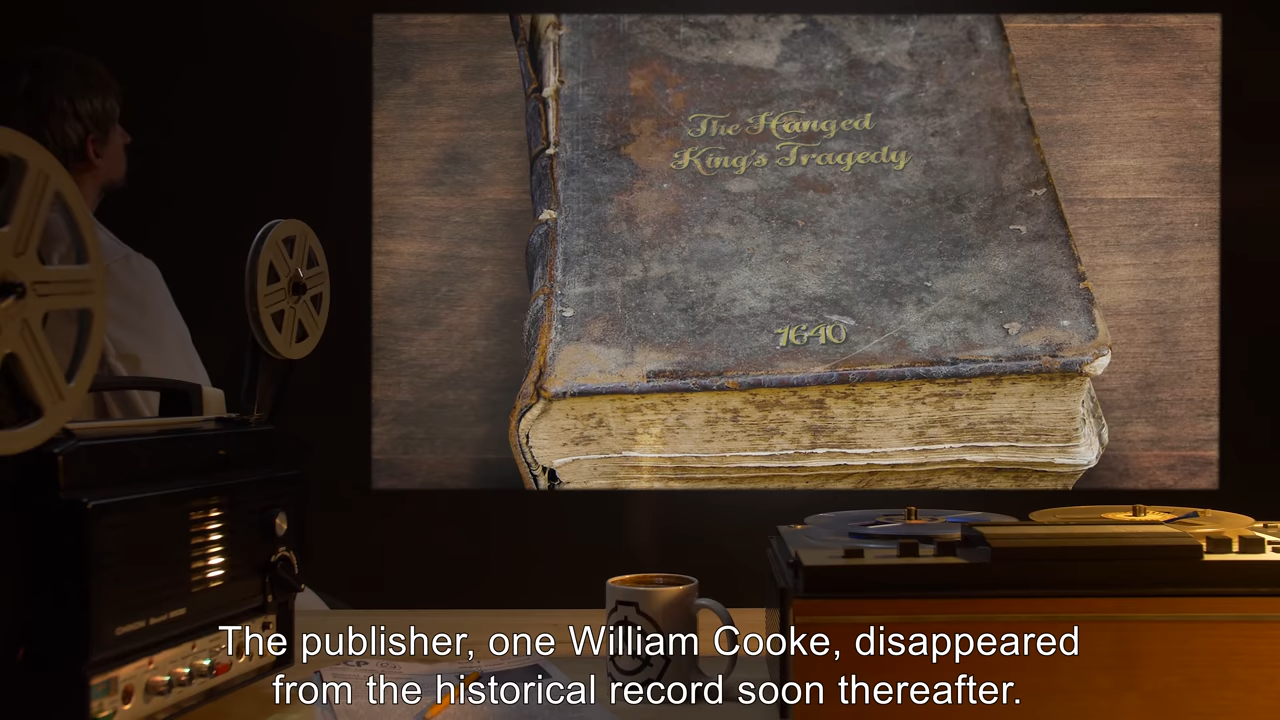 The Hanged
King's Tragedy
1640
The publisher, one William Cooke, disappeared
from the historical record soon thereafter.